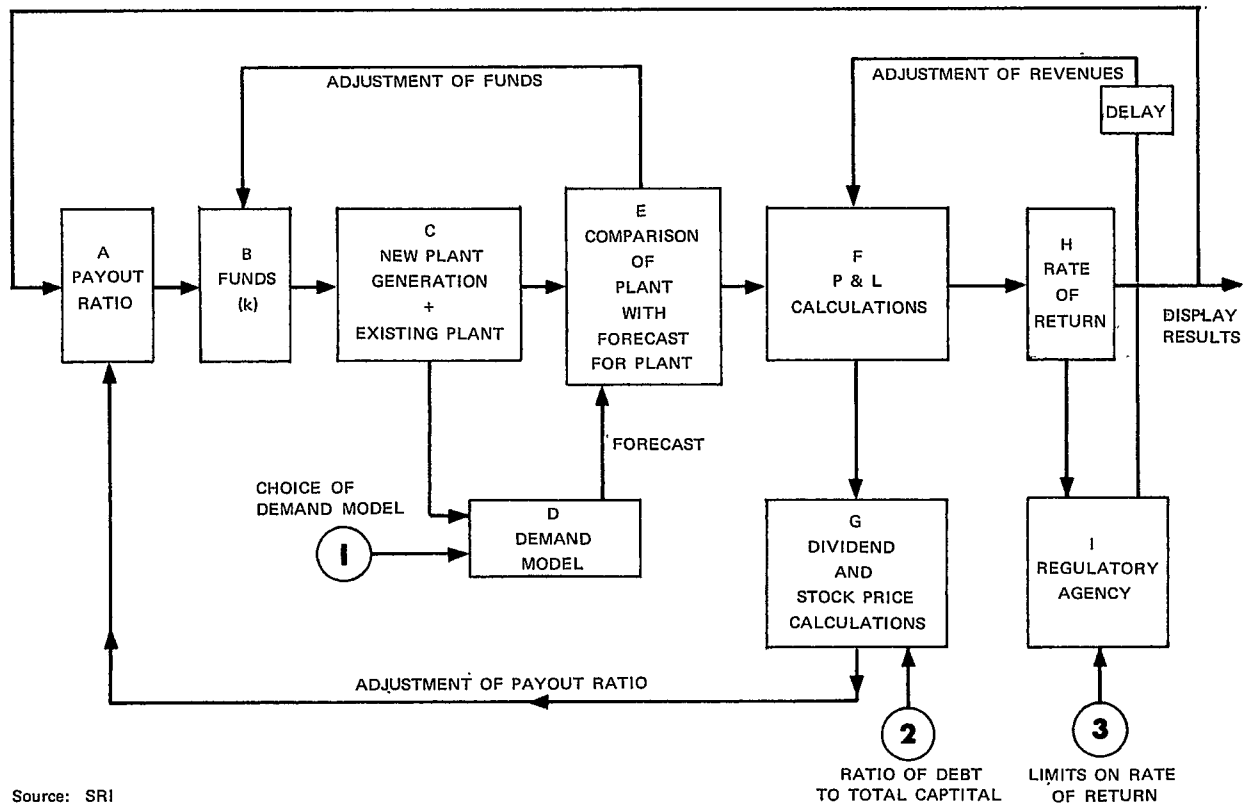 ADJUSTMENT OF FUNDS
ADJUSTMENT OF REVENUES
DELAY
A
PAYOUT
RATIO
B
FUNDS
(k)
C
NEW PLANT
GENERATION
+
EXISTING PLANT
E
COMPARISON
OF
PLANT
WITH
FORECAST
FOR PLANT
F
P & L
CALCULATIONS
H
RATE
OF
RETURN
DISPLAY
RESULTS
FORECAST
CHOICE OF
DEMAND MODEL
1
D
DEMAND
MODEL
G
DIVIDEND
AND
STOCK PRICE
CALCULATIONS
I
REGULATORY
AGENCY
ADJUSTMENT OF PAYOUT RATIO
2
RATIO OF DEBT
TO TOTAL CAPTITAL
3
LIMITS ON RATE
OF RETURN
Source: SRI